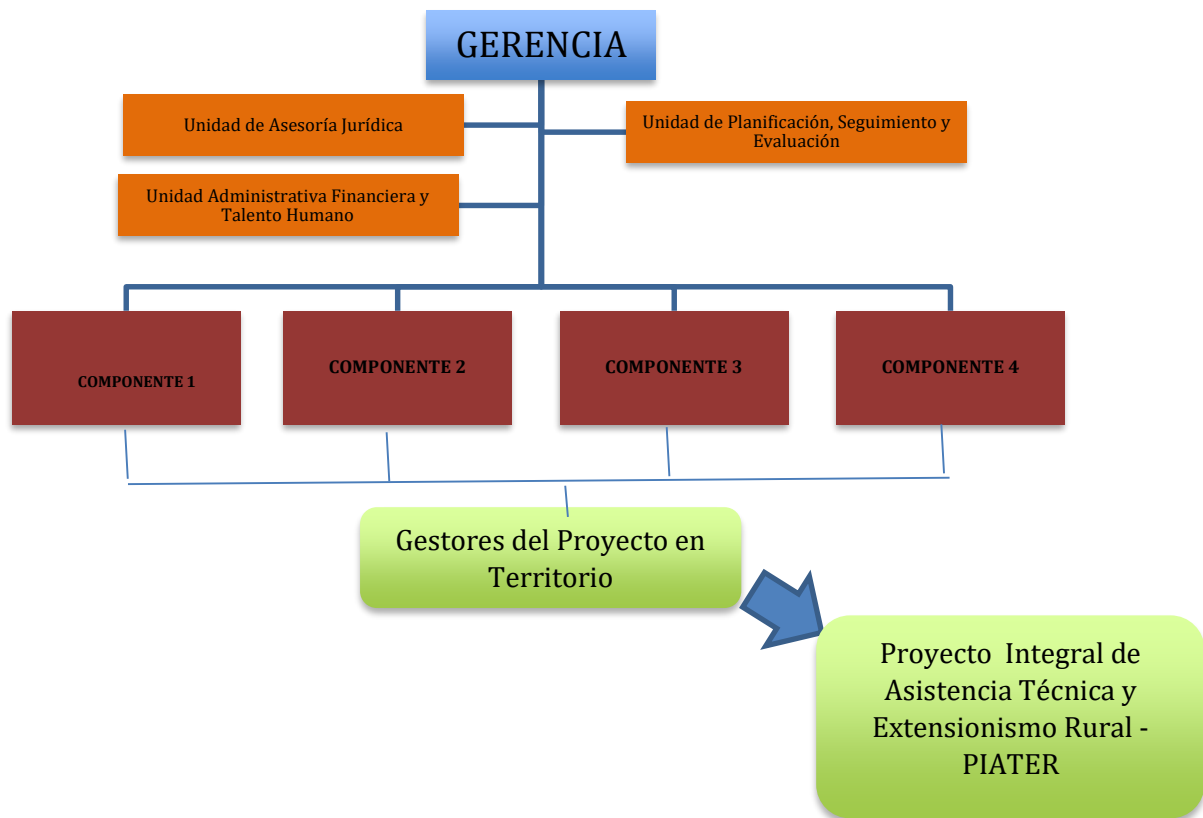 GERENCIA
Unidad de Asesoría Jurídica
Unidad de Planificación, Seguimiento y
Evaluación
Unidad Administrativa Financiera y
Talento Humano
COMPONENTE 1
COMPONENTE 2
COMPONENTE 3
COMPONENTE 4
Gestores del Proyecto en
Territorio
Proyecto Integral de
Asistencia Técnica y
Extensionismo Rural -
PIATER